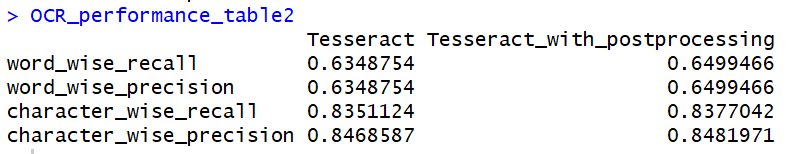 > OCR_performance_table2
Tesseract Tesseract_with_postprocessing
word_wise_recall 0.6348754 0.6499466
word_wise_precision 0.6348754 0.6499466
character_wise_recall 0.8351124 0.8377042
character_wise_precision 0.8468587 0.8481971